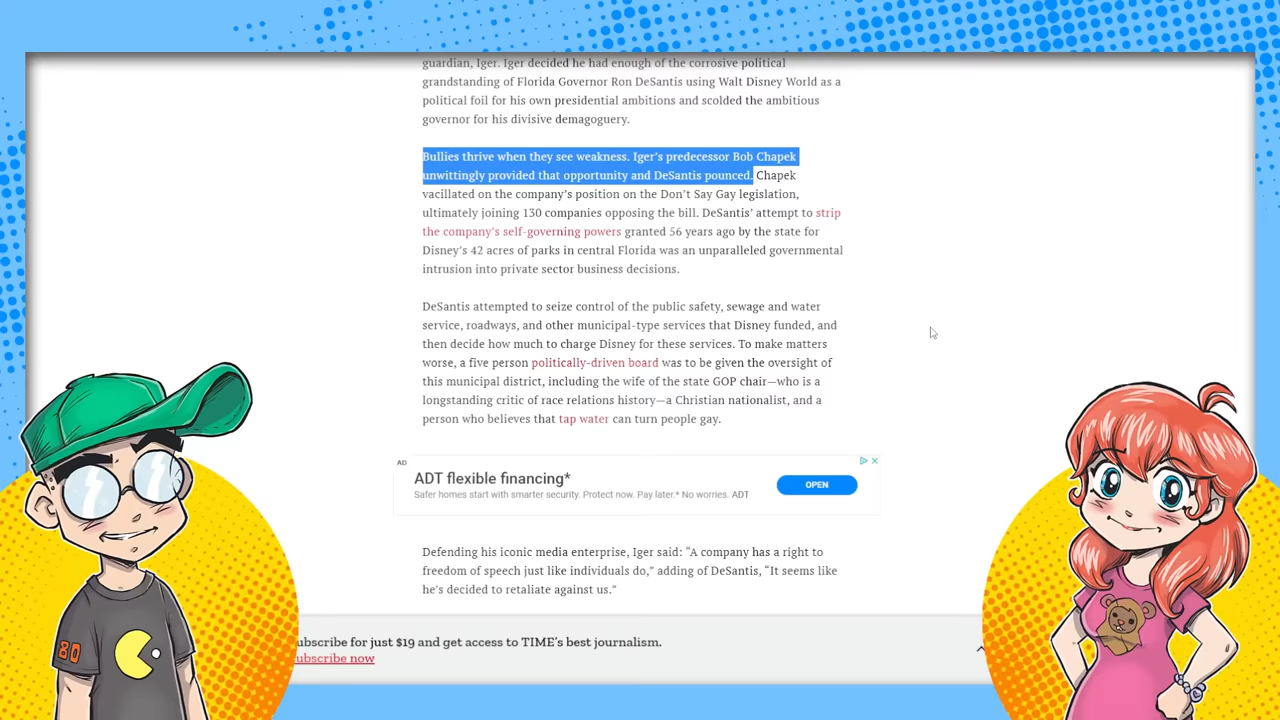 guardian, Iger. Iger decided he had enough of the corrosive political
grandstanding of Florida Governor Ron DeSantis using Walt Disney World as a
political foil for his own presidential ambitions and scolded the ambitious
governor for his divisive demagoguery.
Bullies thrive when they see weakness. Iger’s predecessor Bob Chapek
unwittingly provided that opportunity and DeSantis pounced. Chapek
vacillated on the company’s position on the Don’t Say Gay legislation,
ultimately joining 130 companies opposing the bill. DeSantis’ attempt to strip
the company’s self-governing powers granted 56 years ago by the state for
Disney’s 42 acres of parks in central Florida was an unparalleled governmental
intrusion into private sector business decisions.
DeSantis attempted to seize control of the public safety, sewage and water
service, roadways, and other municipal-type services that Disney funded, and
then decide how much to charge Disney for these services. To make matters
worse, a five person politically-driven board was to be given the oversight of
this municipal district, including the wife of the state GOP chair—who is a
longstanding critic of race relations history—a Christian nationalist, and a
person who believes that tap water can turn people gay.
AD
ADT flexible financing*
Safer homes start with smarter security. Protect now. Pay later.* No worries. ADT
OPEN
Defending his iconic media enterprise, Iger said: “A company has a right to
freedom of speech just like individuals do,” adding of DeSantis, “It seems like
he’s decided to retaliate against us.”
ubscribe for just $19 and get access to TIME’s best journalism.
ubscribe now
80